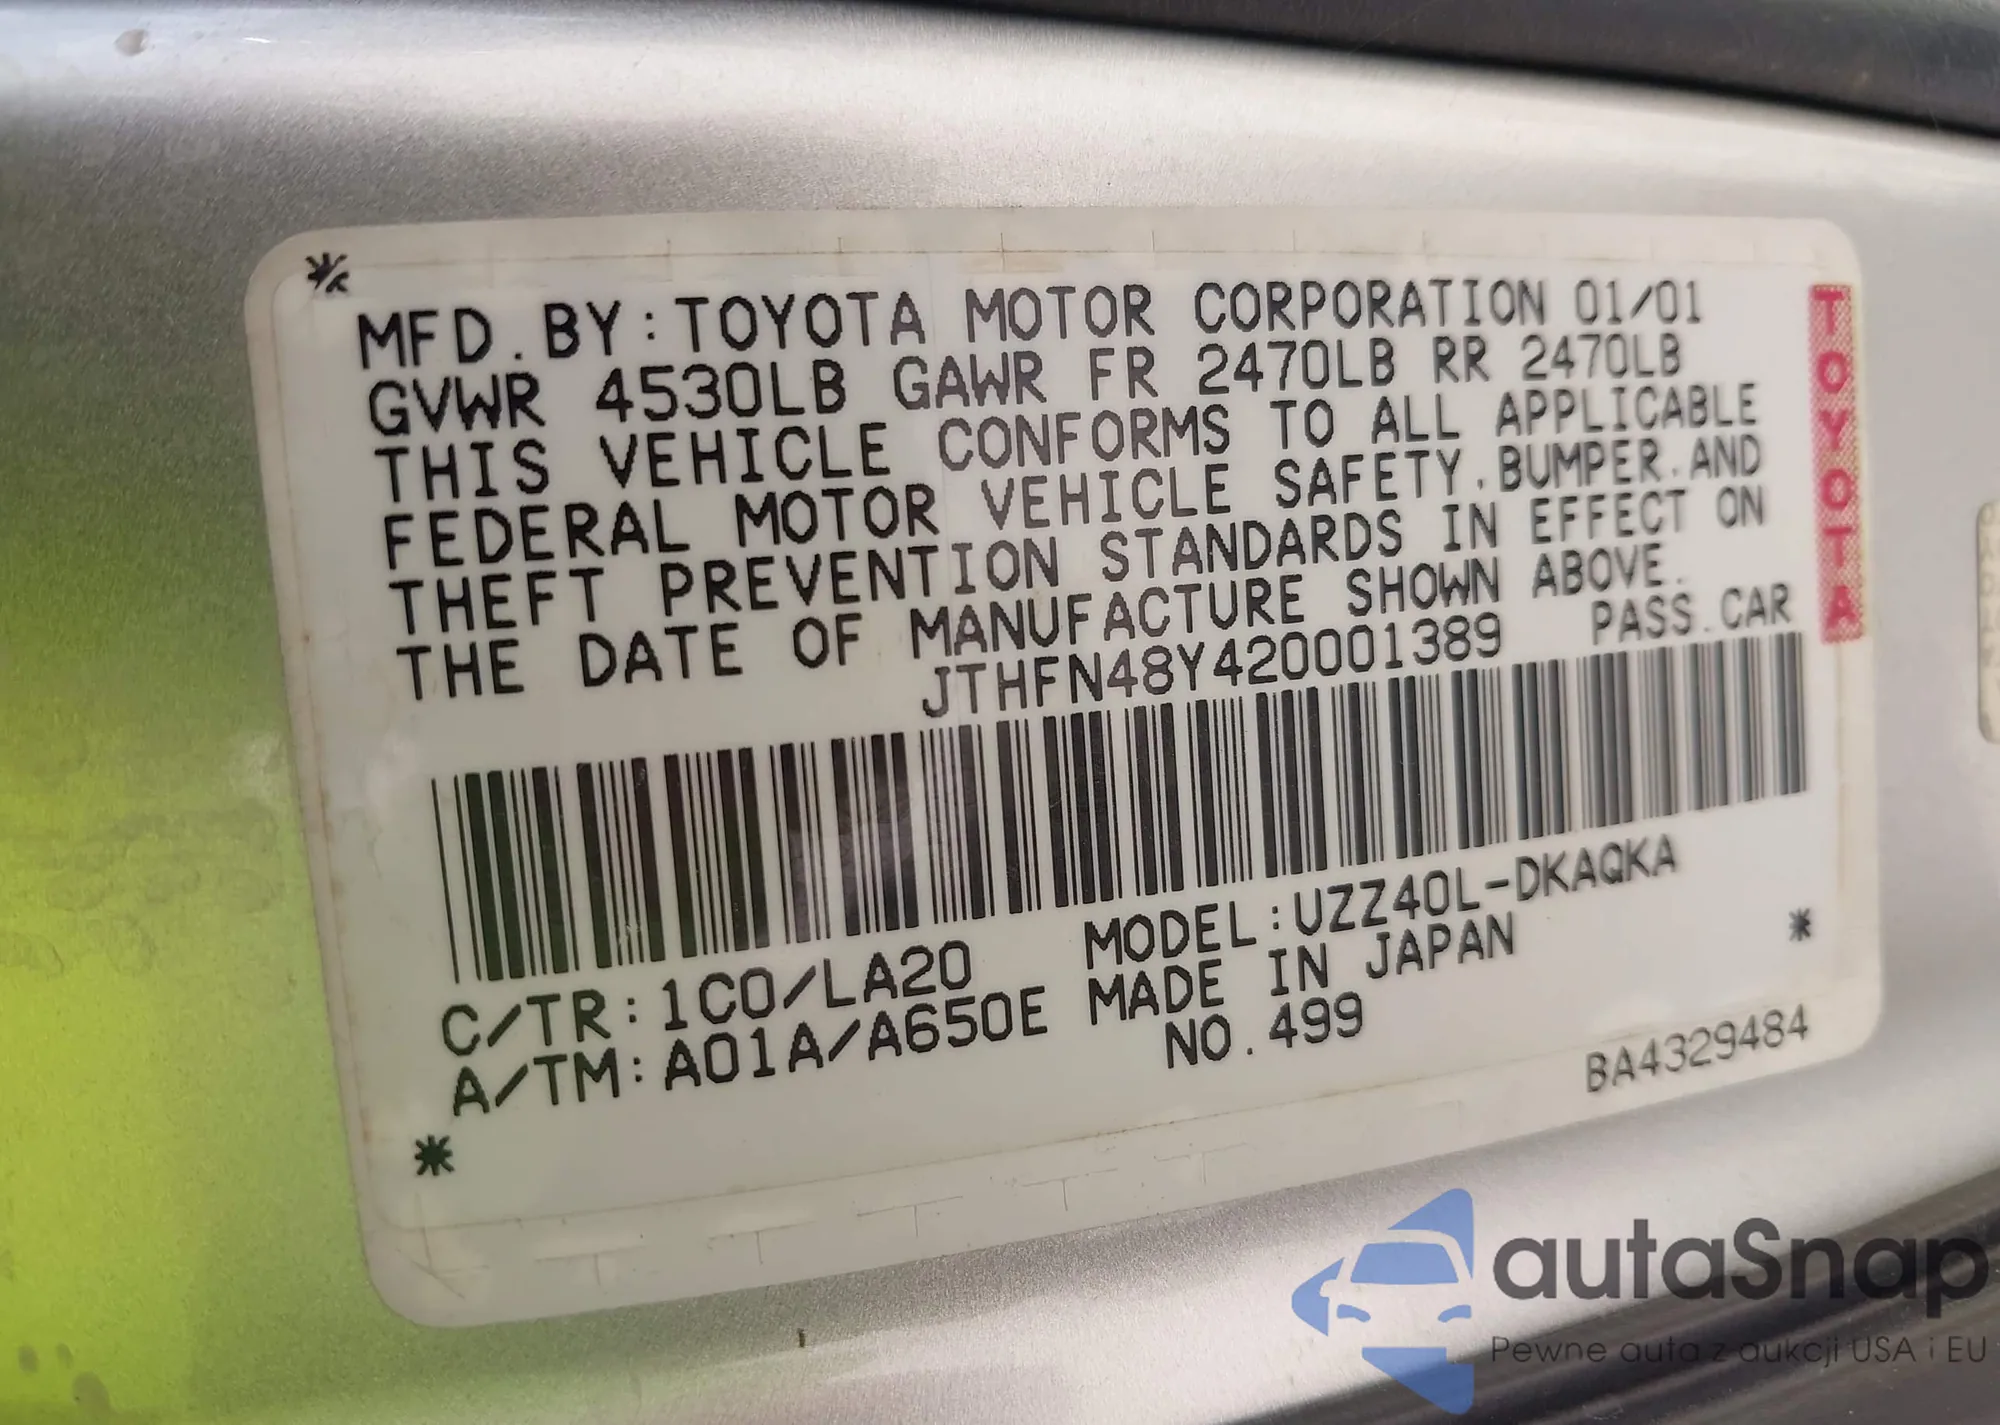 MFD. BY: TOYOTA MOTOR CORPORATION 01/01
GVWR 4530LB GAWR FR 2470LB RR 2470LB
THIS VEHICLE CONFORMS TO ALL APPLICABLE
FEDERAL MOTOR VEHICLE SAFETY. BUMPER. AND
THEFT PREVENTION STANDARDS IN EFFECT ON
THE DATE OF MANUFACTURE SHOWN ABOVE.
JTHFN48Y420001389 PASS. CAR
TOYOTA
C/TR: 1C0/LA20 MODEL: UZZ40L-DKAQKA
A/TM: A01A/A650E MADE IN JAPAN
NO. 499
BA4329484
autaSnap
Pewne auta z aukcji USA i EU